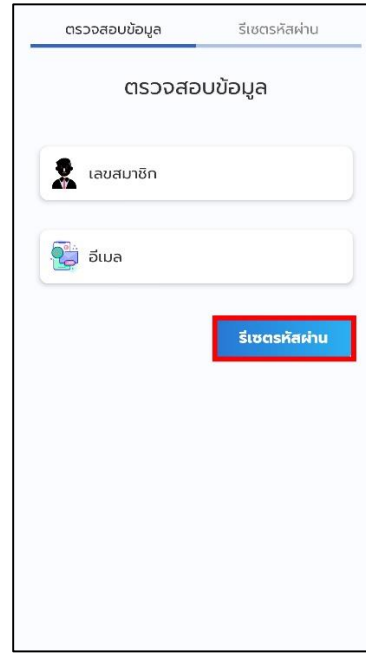 ตรวจสอบข้อมูล
รีเซตรหัสผ่าน
ตรวจสอบข้อมูล
เลขสมาชิก
อีเมล
รีเซตรหัสผ่าน